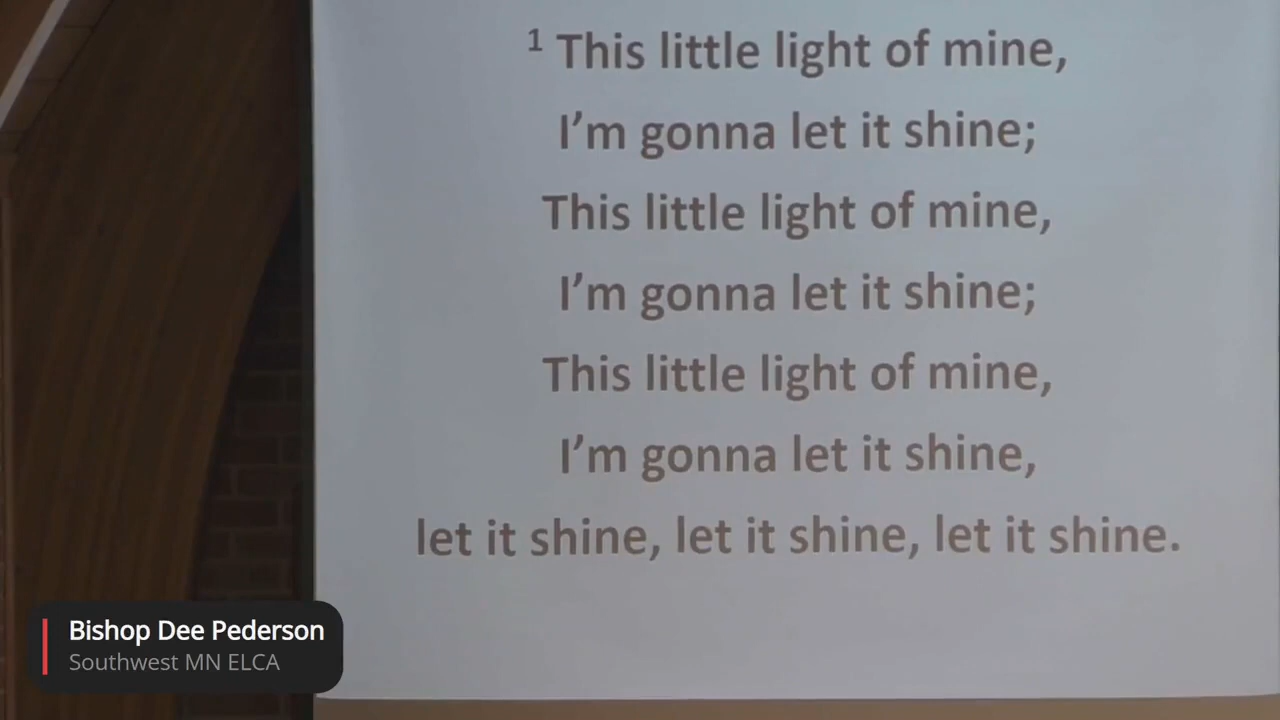 1 This little light of mine,
I'm gonna let it shine;
This little light of mine,
I'm gonna let it shine;
This little light of mine,
I'm gonna let it shine,
let it shine, let it shine, let it shine.
Bishop Dee Pederson
Southwest MN ELCA